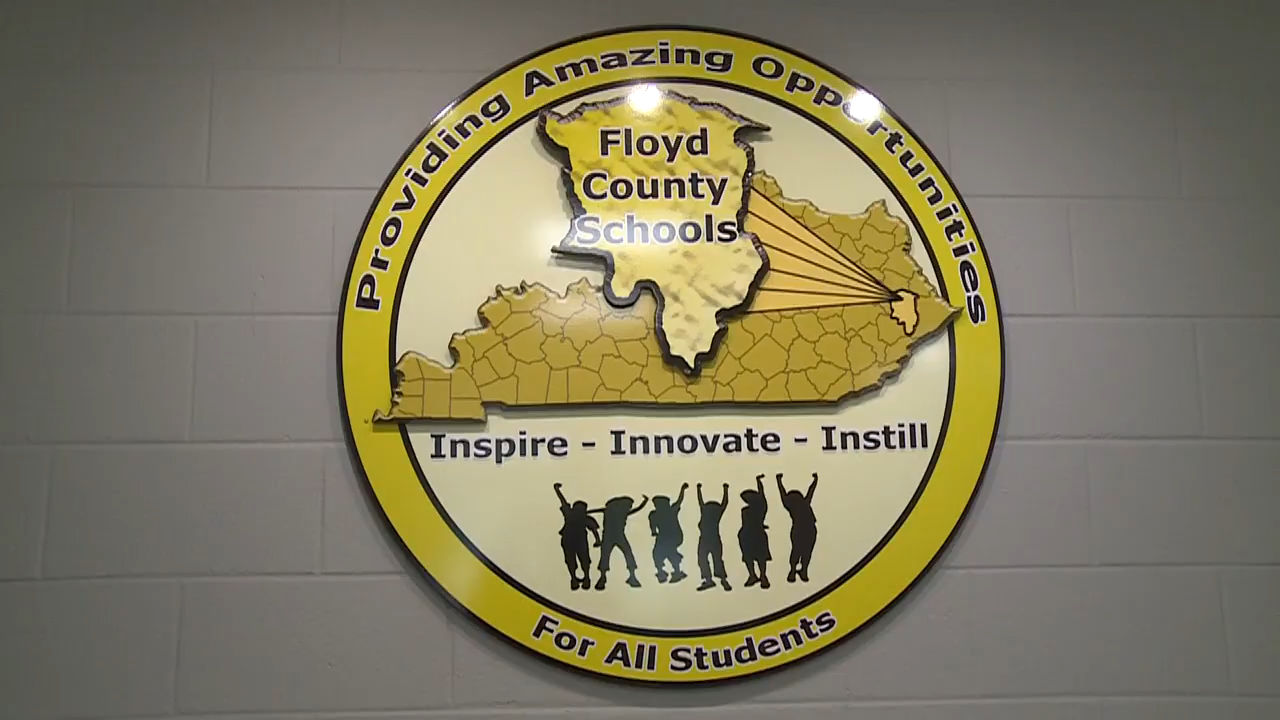 Providing Amazing Opportunities
Floyd
County
Schools
Inspire - Innovate - Instill
For All Students